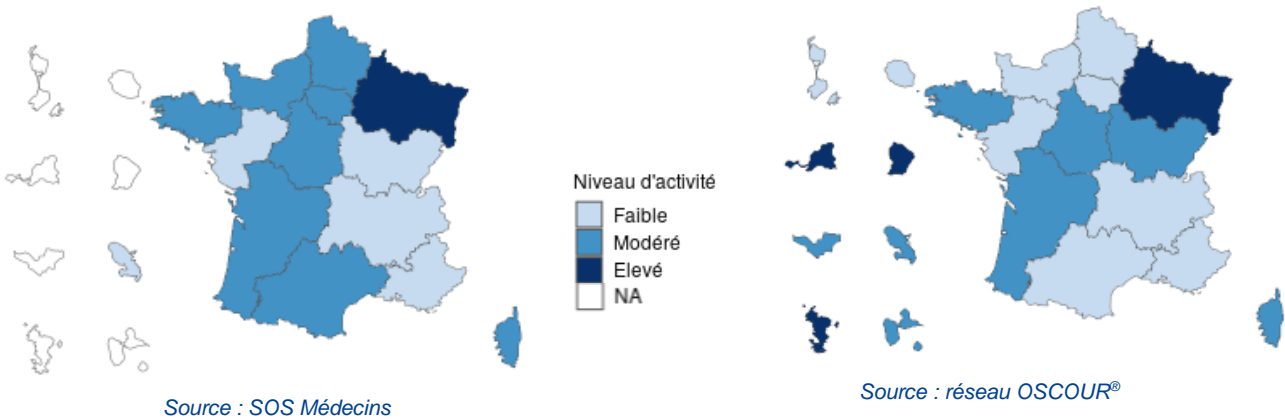 Niveau d'activité
Faible
Modéré
Elevé
NA
Source : SOS Médecins
Source : réseau OSCOUR®